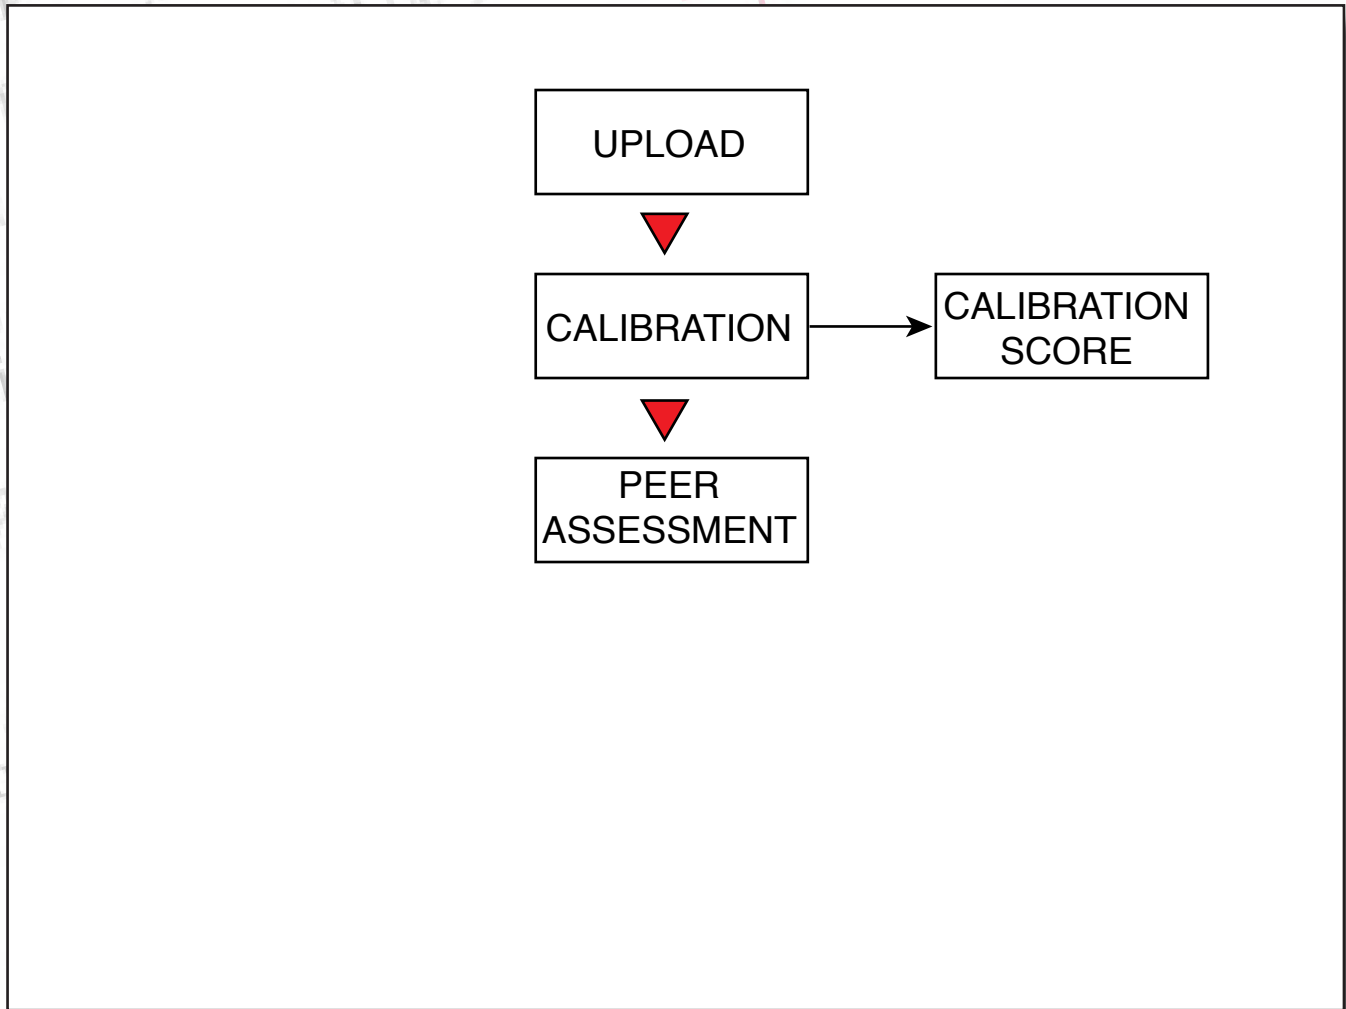 UPLOAD
CALIBRATION
CALIBRATION
SCORE
PEER
ASSESSMENT